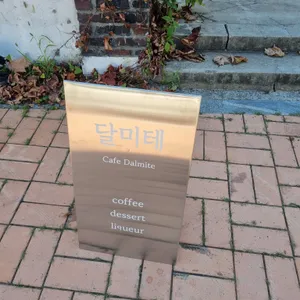 달미테
Cafe Dalmite
coffee
dessert
liqueur